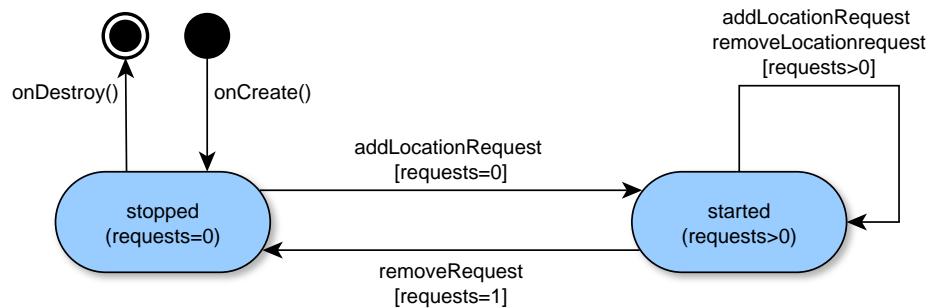 addLocationRequest
removeLocationrequest
[requests>0]
onDestroy()
onCreate()
addLocationRequest
[requests=0]
stopped
(requests=0)
started
(requests>0)
removeRequest
[requests=1]